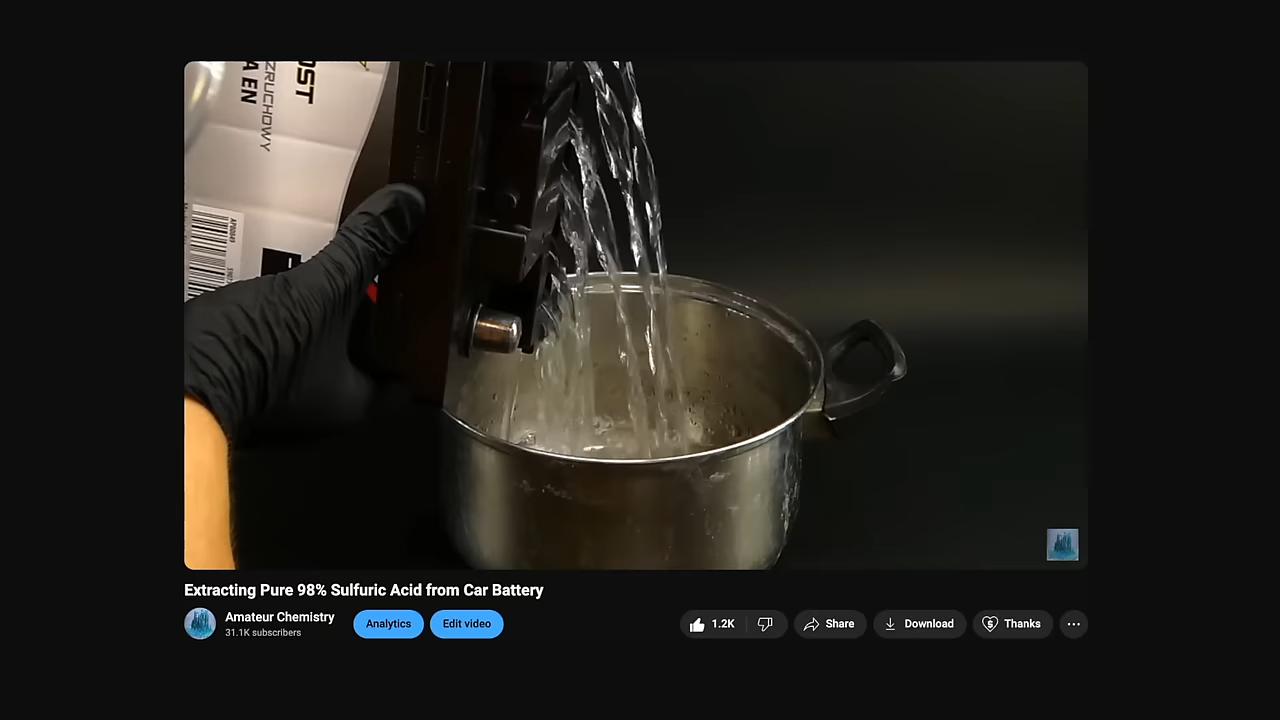 OST
ZRUCHOWY
A EN
Extracting Pure 98% Sulfuric Acid from Car Battery
Amateur Chemistry
31.1K subscribers
Analytics
Edit video
1.2K
Share
Download
Thanks